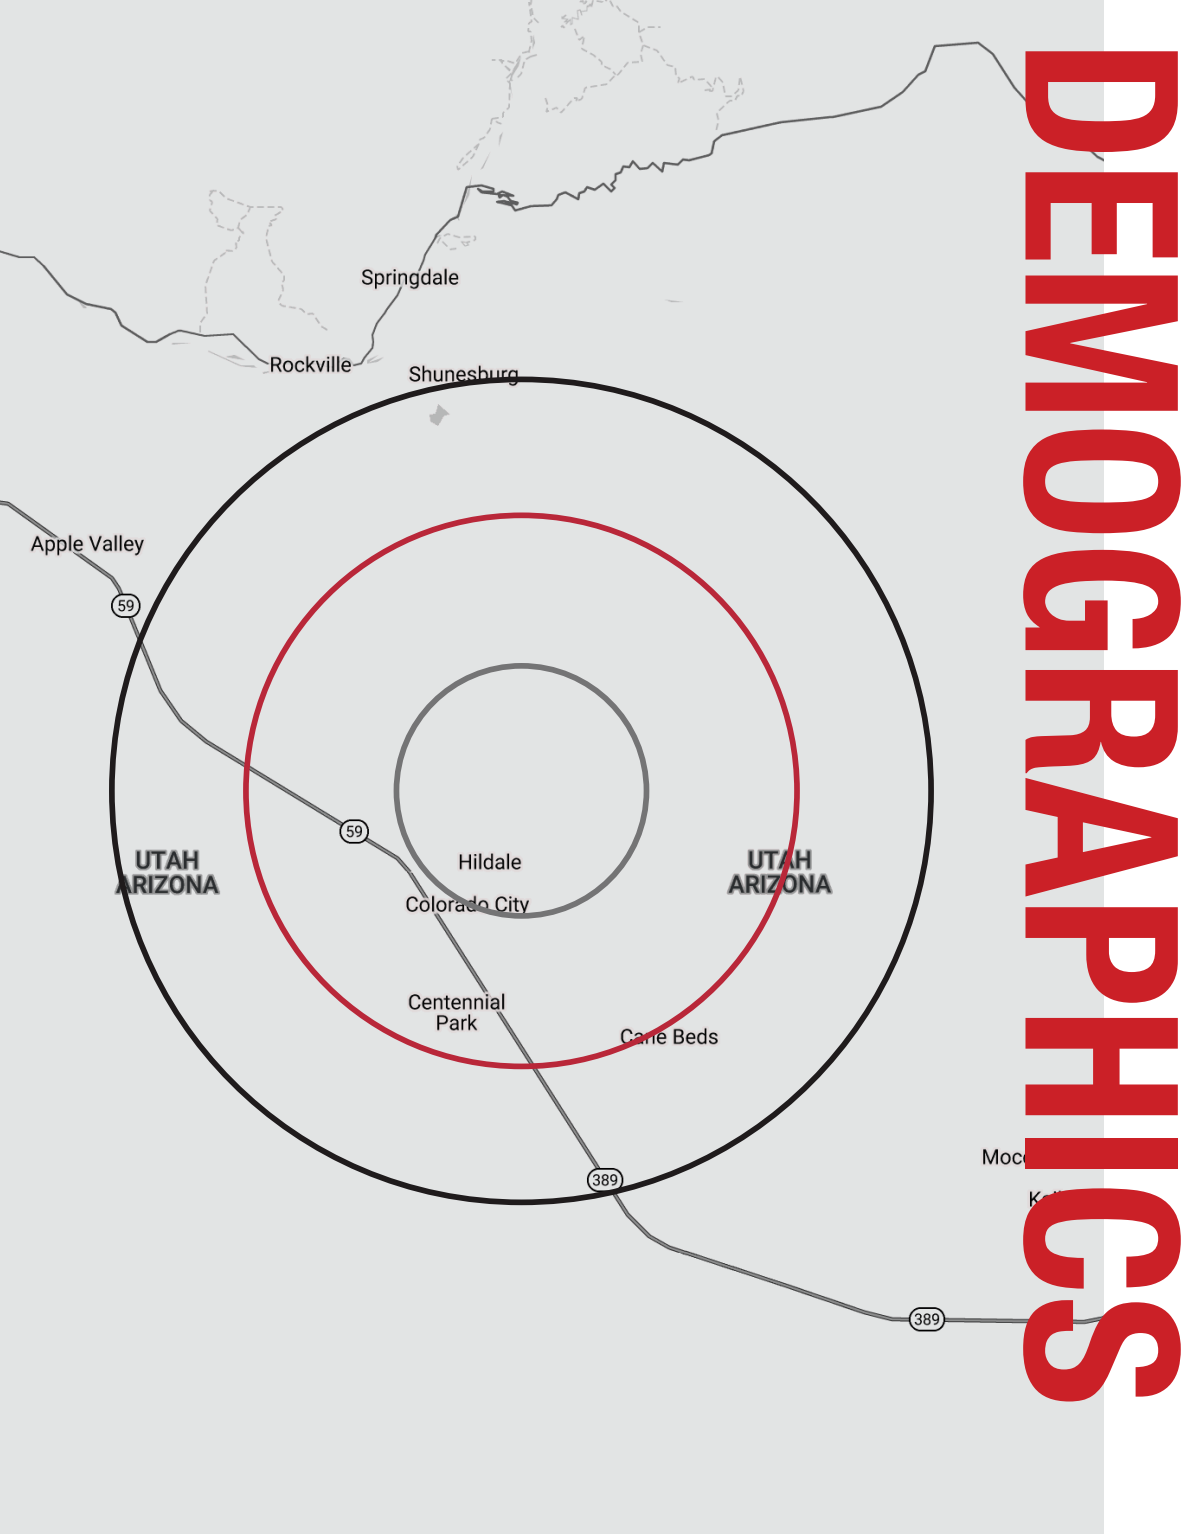 DEMOGRAPHICS
Springdale
Rockville
Shunesburg
Apple Valley
59
59
UTAH
ARIZONA
UTAH
ARIZONA
Hildale
Colorado City
Centennial
Park
Cane Beds
389
389